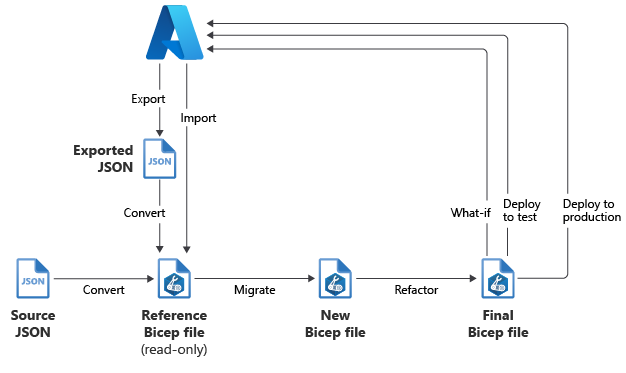 Export
Import
Exported
JSON
JSON
Convert
What-if
Deploy
to test
Deploy to
production
JSON
Convert
Migrate
Refactor
Source
JSON
Reference
Bicep file
(read-only)
New
Bicep file
Final
Bicep file